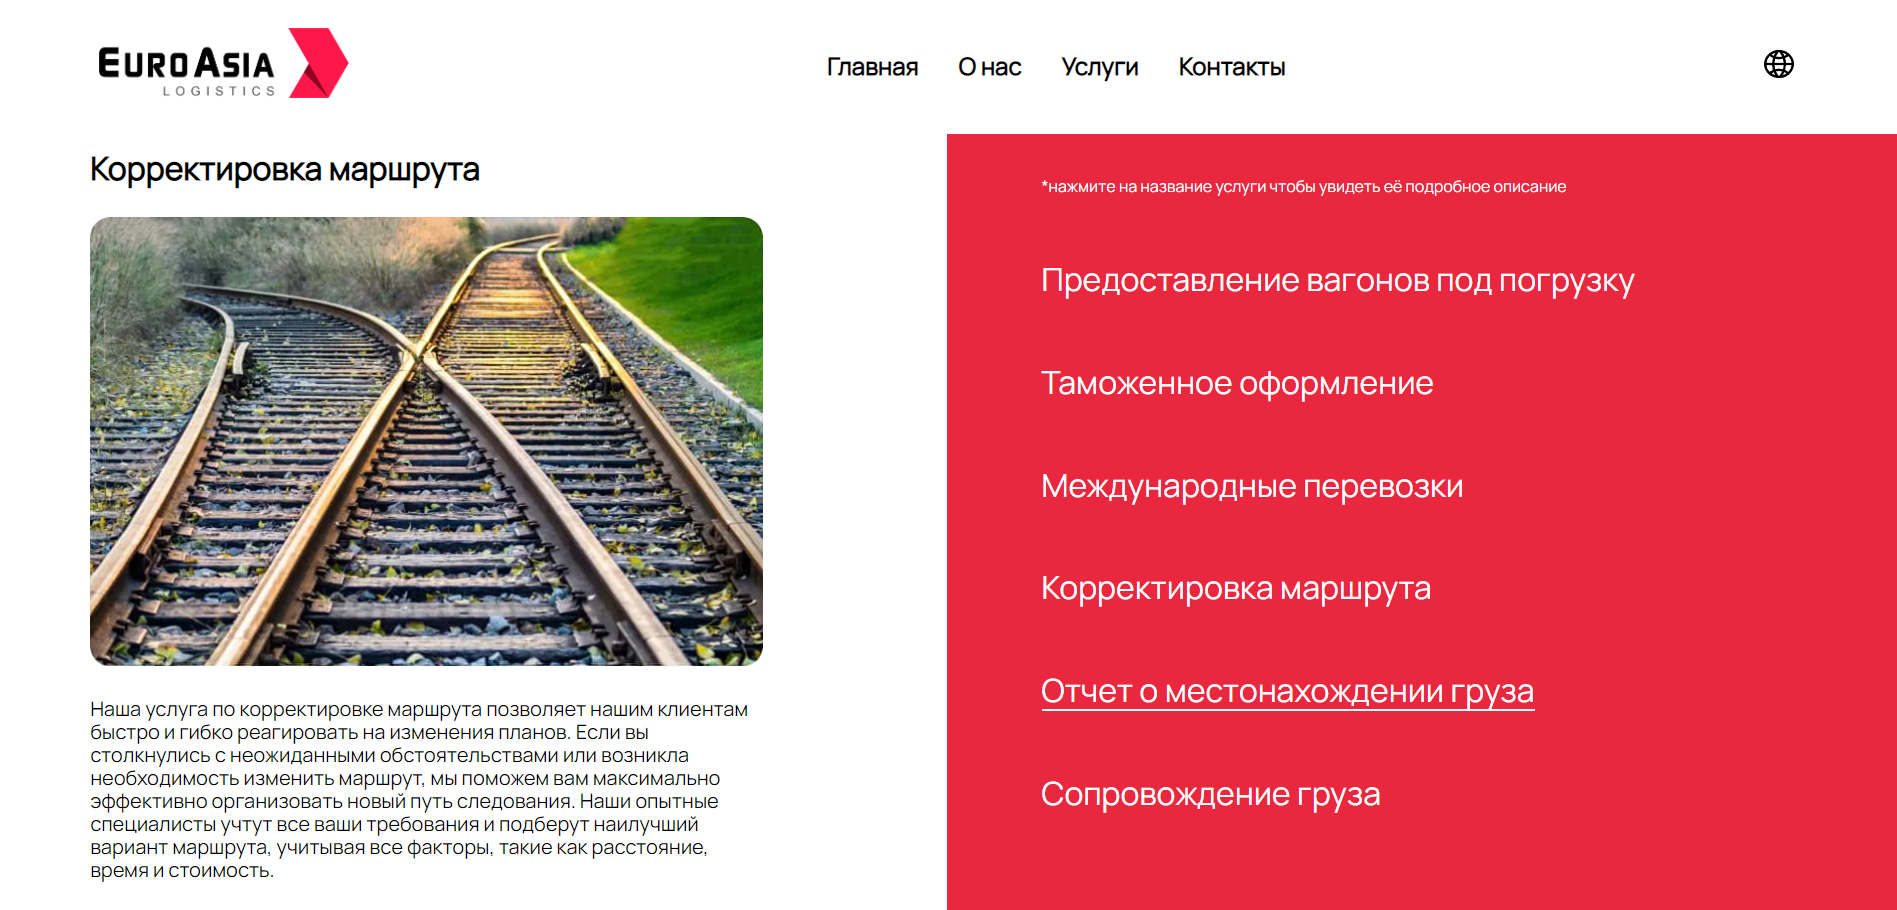 EUROASIA
LOGISTICS
Главная О нас Услуги Контакты
Корректировка маршрута
Наша услуга по корректировке маршрута позволяет нашим клиентам
быстро и гибко реагировать на изменения планов. Если вы
столкнулись с неожиданными обстоятельствами или возникла
необходимость изменить маршрут, мы поможем вам максимально
эффективно организовать новый путь следования. Наши опытные
специалисты учтут все ваши требования и подберут наилучший
вариант маршрута, учитывая все факторы, такие как расстояние,
время и стоимость.
*нажмите на название услуги чтобы увидеть её подробное описание
Предоставление вагонов под погрузку
Таможенное оформление
Международные перевозки
Корректировка маршрута
Отчет о местонахождении груза
Сопровождение груза